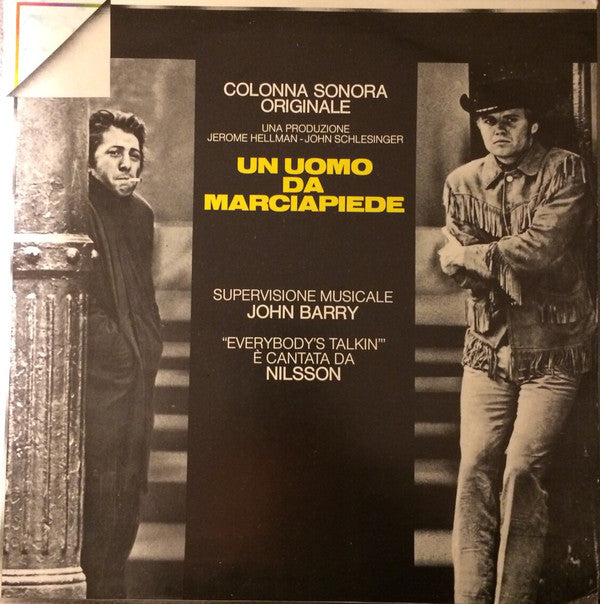 COLONNA SONORA
ORIGINALE
UNA PRODUZIONE
JEROME HELLMAN - JOHN SCHLESINGER
UN UOMO
DA
MARCIAPIEDE
SUPERVISIONE MUSICALE
JOHN BARRY
“EVERYBODY'S TALKIN'”
È CANTATA DA
NILSSON